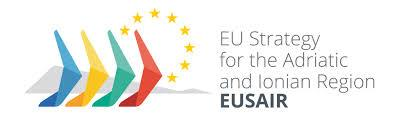 EU Strategy
for the Adriatic
and Ionian Region
EUSAIR